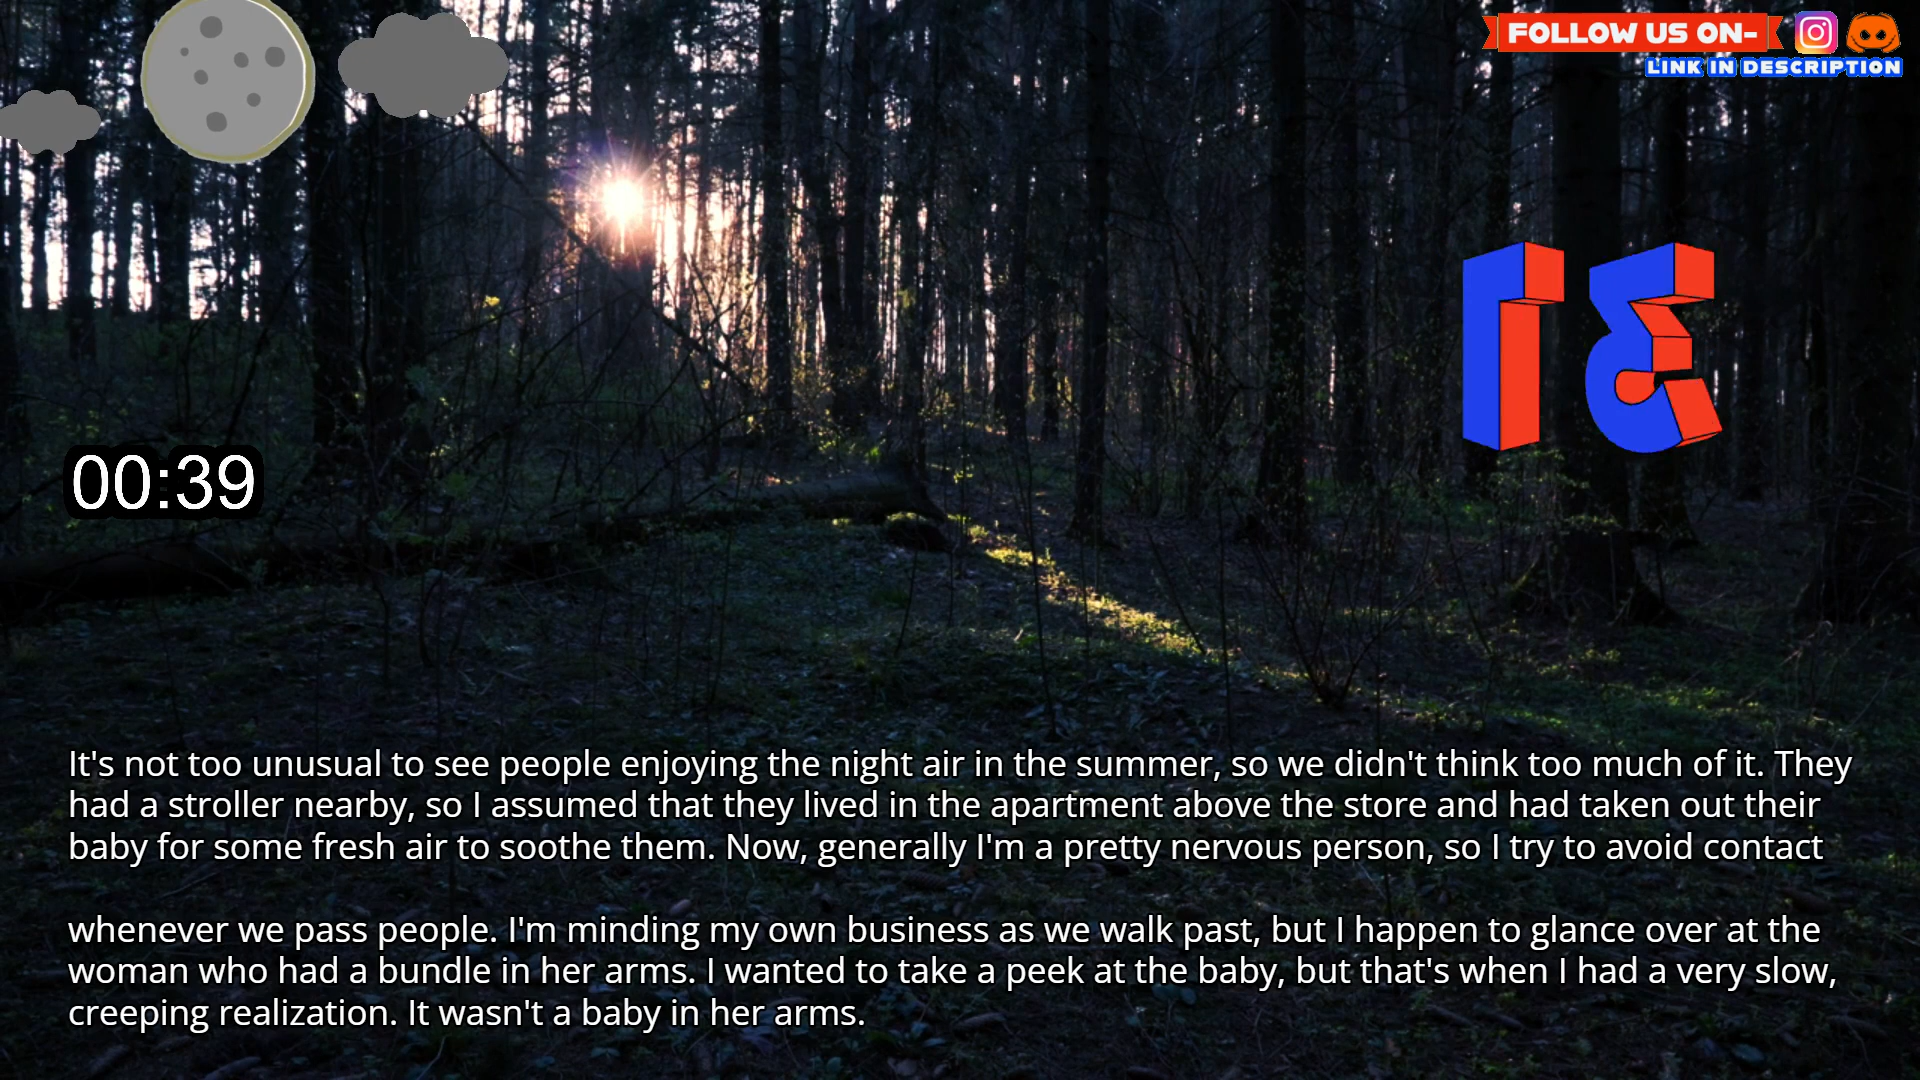 FOLLOW US ON-
LINK IN DESCRIPTION
00:39
It's not too unusual to see people enjoying the night air in the summer, so we didn't think too much of it. They
had a stroller nearby, so I assumed that they lived in the apartment above the store and had taken out their
baby for some fresh air to soothe them. Now, generally I'm a pretty nervous person, so I try to avoid contact
whenever we pass people. I'm minding my own business as we walk past, but I happen to glance over at the
woman who had a bundle in her arms. I wanted to take a peek at the baby, but that's when I had a very slow,
creeping realization. It wasn't a baby in her arms.